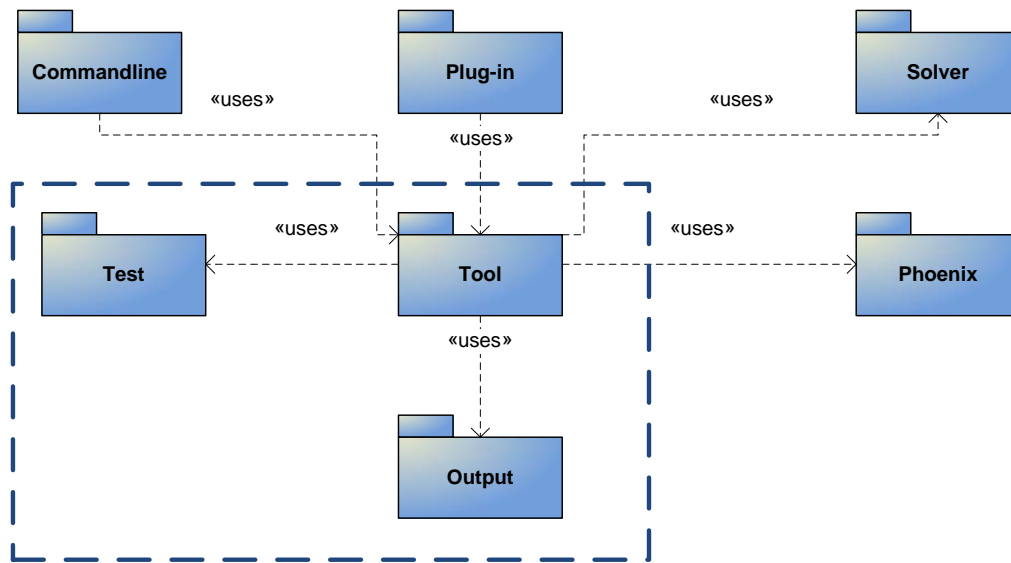 Commandline
Plug-in
Solver
«uses»
«uses»
«uses»
Test
«uses»
Tool
«uses»
Phoenix
«uses»
Output